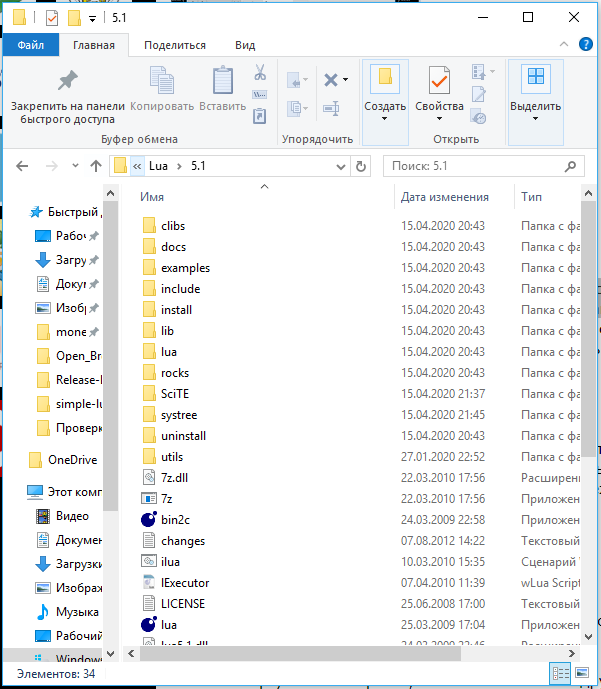 5.1
Файл Главная Поделиться Вид
Закрепить на панели быстрого доступа
Копировать
Вставить
Создать
Свойства
Выделить
Буфер обмена
Упорядочить
Открыть
« Lua › 5.1
Поиск: 5.1
Имя Дата изменения Тип
Быстрый д
Рабоч
Загру
Докум
Изобр
mone
Open_Br
Release-
simple-lu
Проверк
OneDrive
Этот комп
Видео
Докумен
Загрузки
Изображ
Музыка
Рабочий
Windows
clibs 15.04.2020 20:43 Папка с фа
docs 15.04.2020 20:43 Папка с фа
examples 15.04.2020 20:43 Папка с фа
include 15.04.2020 20:43 Папка с фа
install 15.04.2020 20:43 Папка с фа
lib 15.04.2020 20:43 Папка с фа
lua 15.04.2020 20:43 Папка с фа
rocks 15.04.2020 20:43 Папка с фа
SciTE 15.04.2020 21:37 Папка с фа
systree 15.04.2020 21:45 Папка с фа
uninstall 15.04.2020 20:43 Папка с фа
utils 27.01.2020 22:52 Папка с фа
7z.dll 22.03.2010 17:56 Расширени
7z 22.03.2010 17:56 Приложен
bin2c 24.03.2009 22:58 Приложен
changes 07.08.2012 14:22 Текстовый
ilua 10.03.2010 15:35 Сценарий
IExecutor 07.04.2010 11:39 wLua Script
LICENSE 25.06.2008 17:00 Текстовый
lua 25.03.2009 17:04 Приложен
lua5.1.dll 24.03.2009 22:46
Элементов: 34